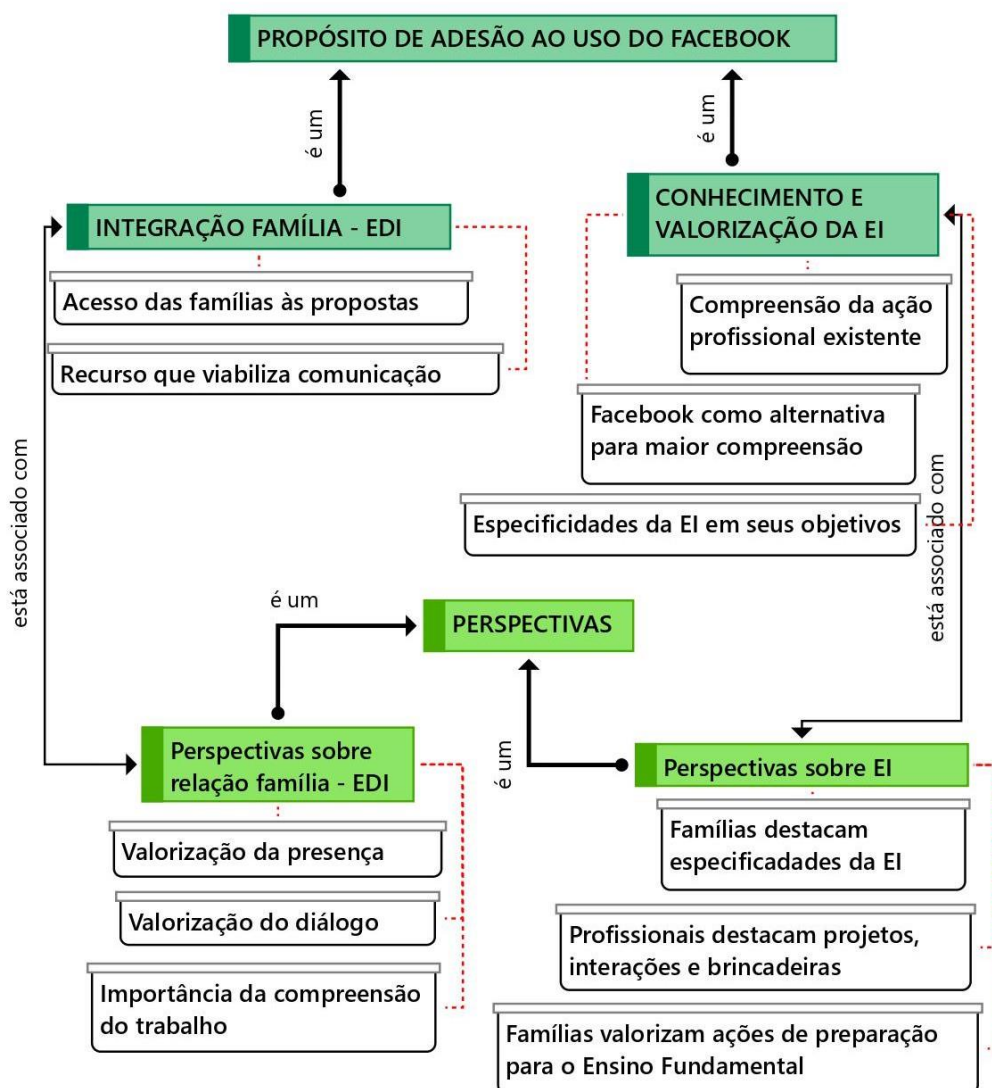 PROPÓSITO DE ADESÃO AO USO DO FACEBOOK
é um
é um
INTEGRAÇÃO FAMÍLIA - EDI
CONHECIMENTO E
VALORIZAÇÃO DA EI
Acesso das famílias às propostas
Recurso que viabiliza comunicação
Compreensão da ação
profissional existente
Facebook como alternativa
para maior compreensão
Especificidades da EI em seus objetivos
está associado com
está associado com
é um
PERSPECTIVAS
é um
Perspectivas sobre
relação família - EDI
Perspectivas sobre EI
Valorização da presença
Valorização do diálogo
Importância da compreensão
do trabalho
Famílias destacam
especificadades da EI
Profissionais destacam projetos,
interações e brincadeiras
Famílias valorizam ações de preparação
para o Ensino Fundamental